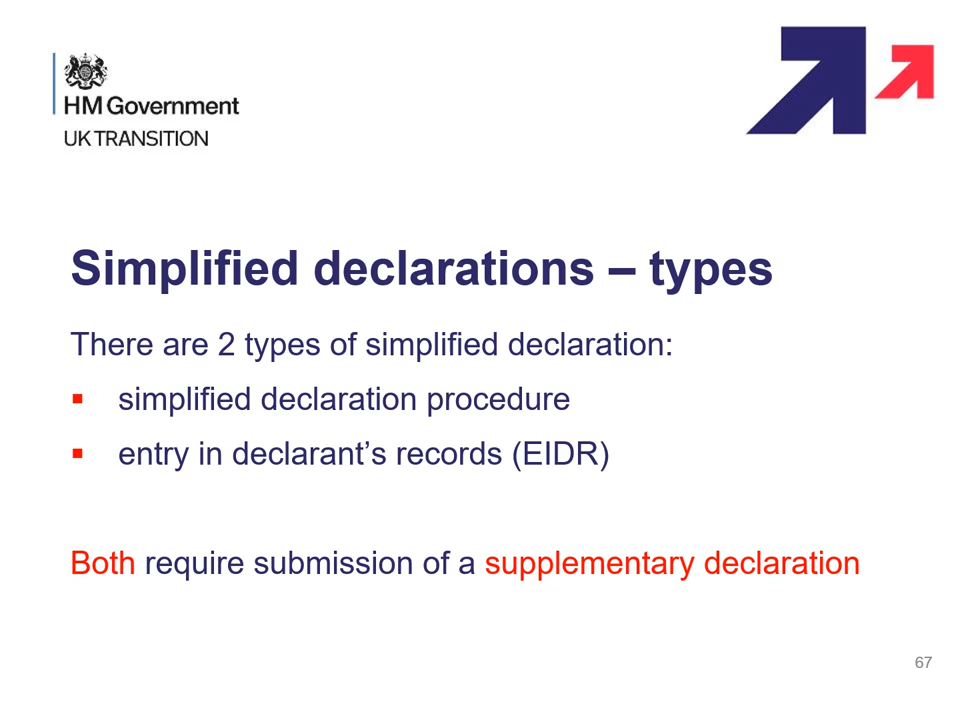 HM Government
UK TRANSITION
Simplified declarations – types
There are 2 types of simplified declaration:
▪ simplified declaration procedure
▪ entry in declarant’s records (EIDR)
Both require submission of a supplementary declaration
67